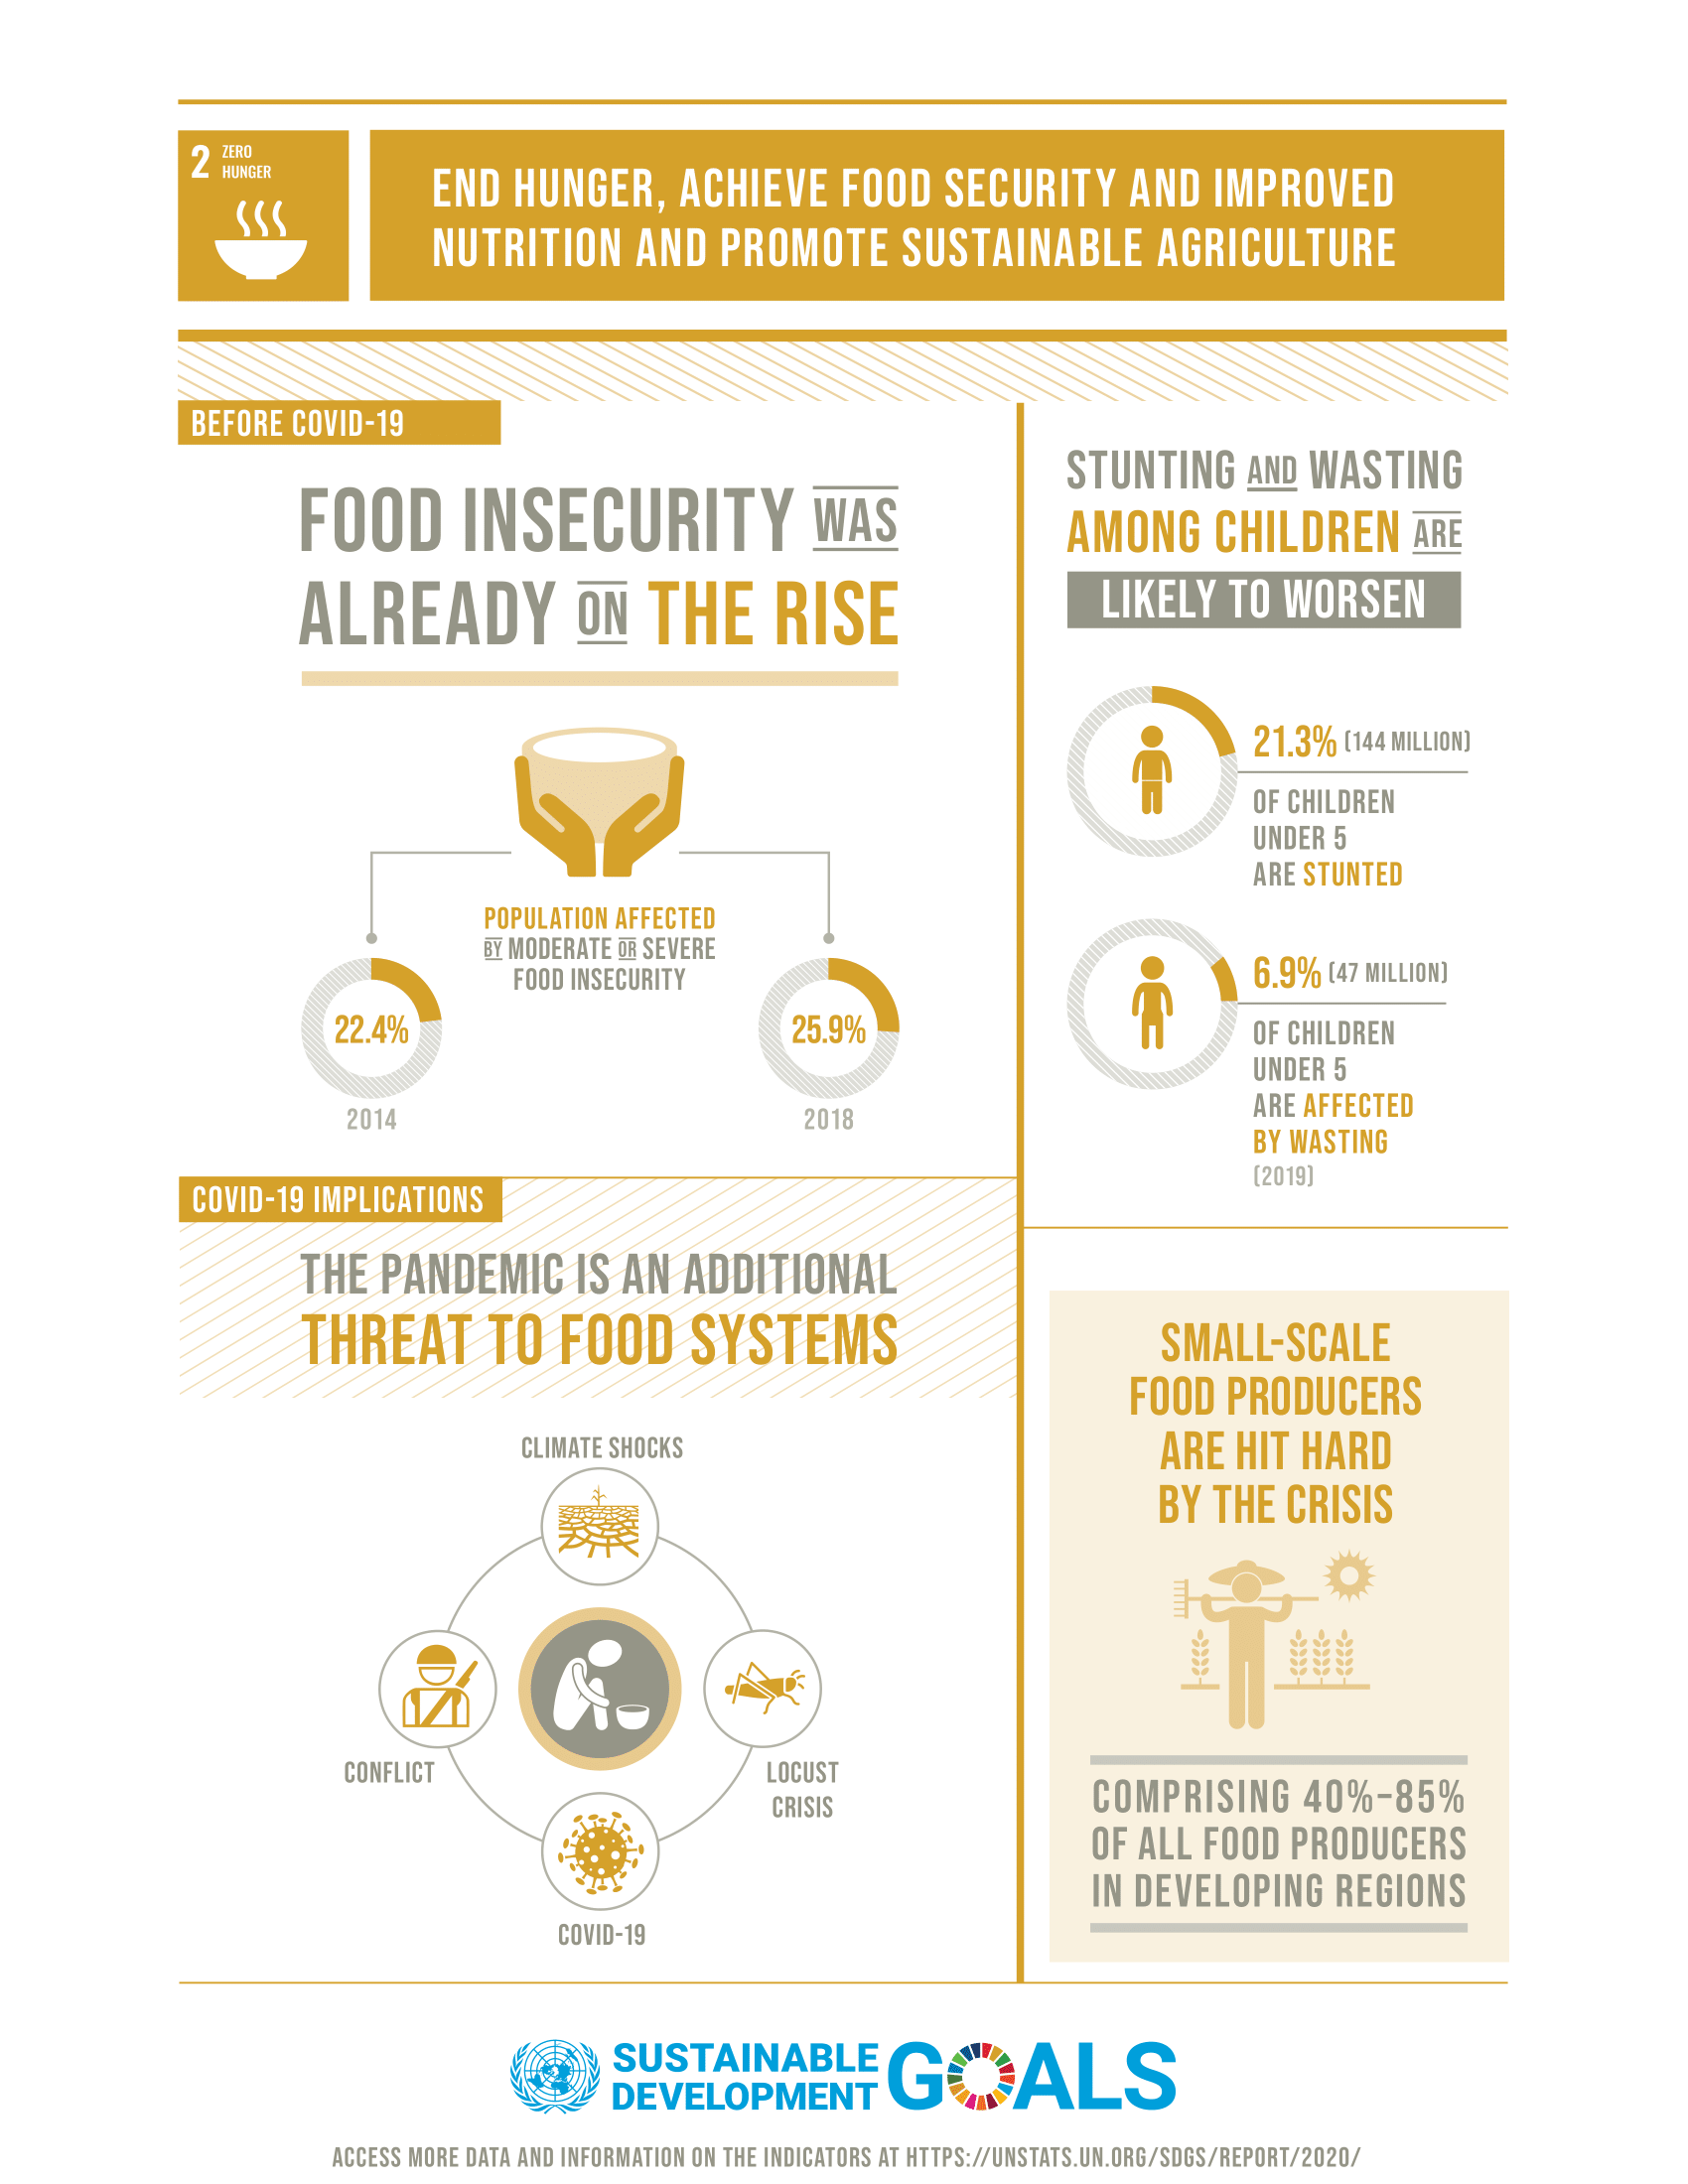 2 ZERO
HUNGER
END HUNGER, ACHIEVE FOOD SECURITY AND IMPROVED
NUTRITION AND PROMOTE SUSTAINABLE AGRICULTURE
BEFORE COVID-19
FOOD INSECURITY WAS
ALREADY ON THE RISE
POPULATION AFFECTED
BY MODERATE OR SEVERE
FOOD INSECURITY
22.4%
2014
25.9%
2018
STUNTING AND WASTING
AMONG CHILDREN ARE
LIKELY TO WORSEN
21.3% (144 MILLION)
OF CHILDREN
UNDER 5
ARE STUNTED
6.9% (47 MILLION)
OF CHILDREN
UNDER 5
ARE AFFECTED
BY WASTING
(2019)
COVID-19 IMPLICATIONS
THE PANDEMIC IS AN ADDITIONAL
THREAT TO FOOD SYSTEMS
CLIMATE SHOCKS
CONFLICT
LOCUST
CRISIS
COVID-19
SMALL-SCALE
FOOD PRODUCERS
ARE HIT HARD
BY THE CRISIS
COMPRISING 40%-85%
OF ALL FOOD PRODUCERS
IN DEVELOPING REGIONS
SUSTAINABLE
DEVELOPMENT GOALS
ACCESS MORE DATA AND INFORMATION ON THE INDICATORS AT HTTPS://UNSTATS.UN.ORG/SDGS/REPORT/2020/